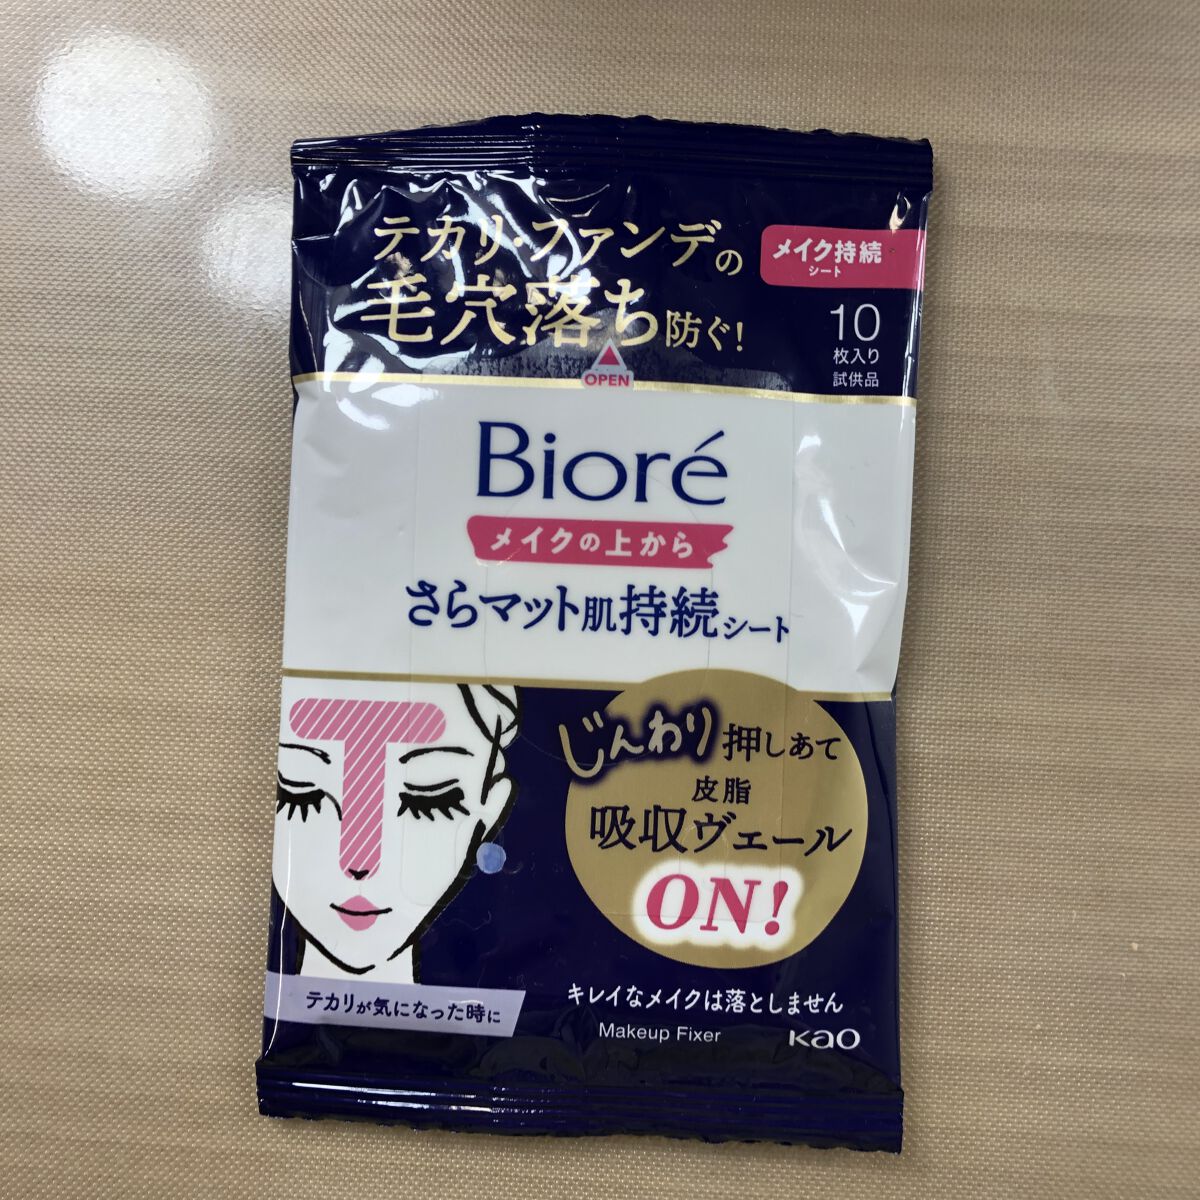 テカリ・ファンデの
毛穴落ち防ぐ!
メイク持続
シート
10
枚入り
試供品
OPEN
Bioré
メイクの上から
さらマット肌持続シート
じんわり押しあて
皮脂
吸収ヴェール
ON!
テカリが気になった時に
キレイなメイクは落としません
Makeup Fixer
Kao